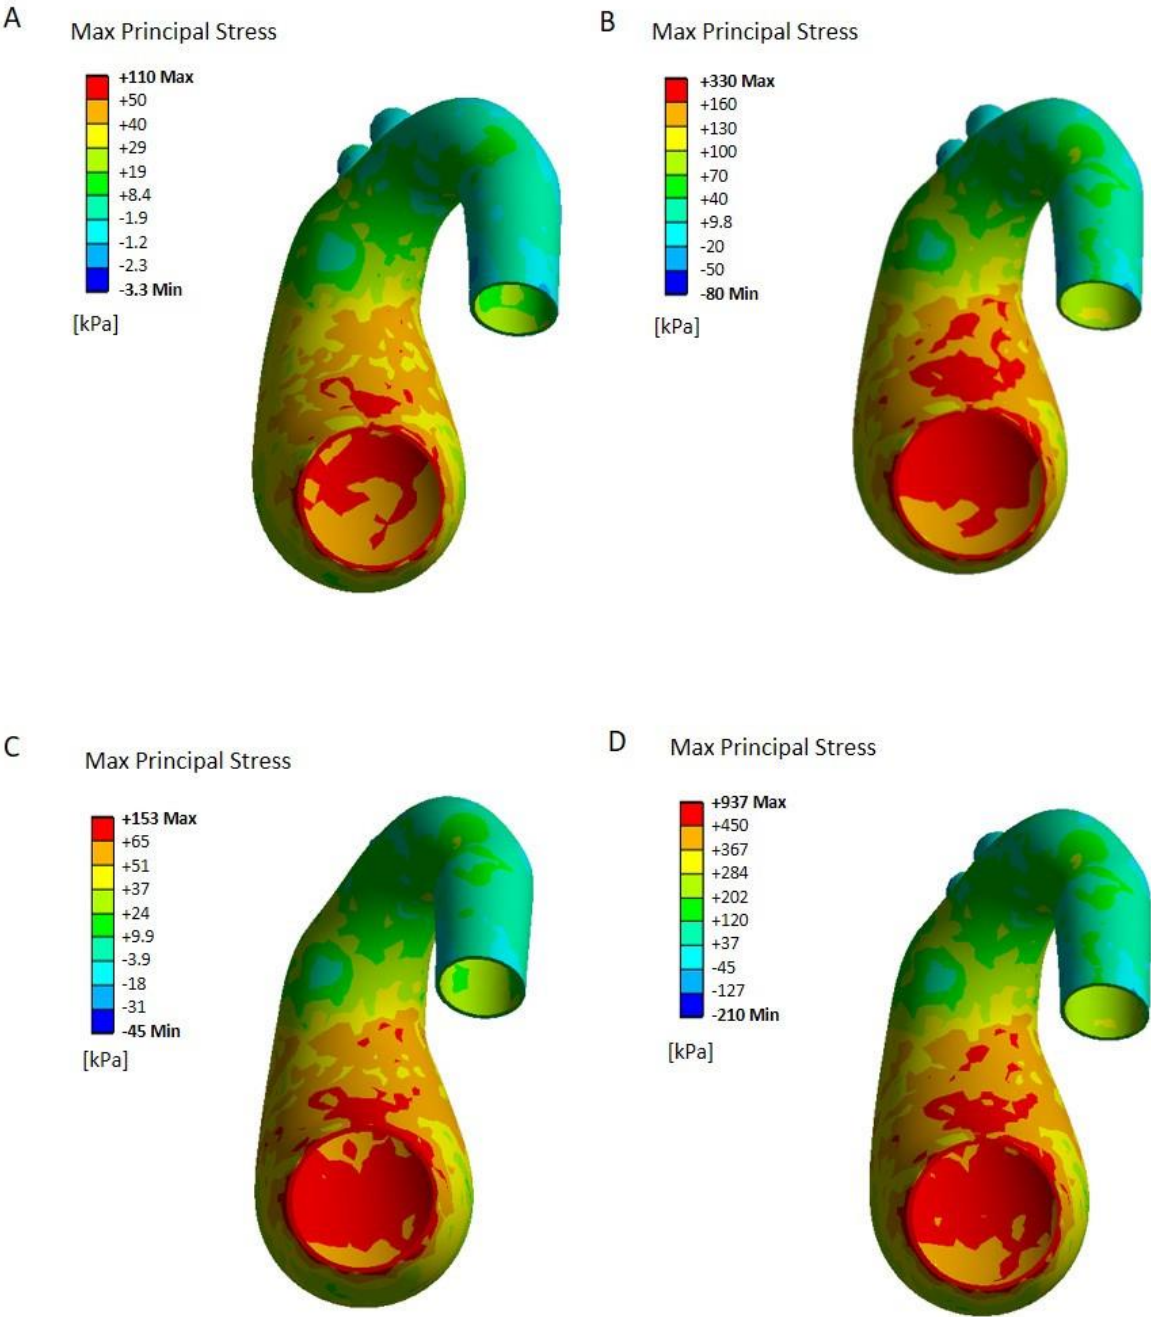 A
Max Principal Stress
+110 Max
+50
+40
+29
+19
+8.4
-1.9
-1.2
-2.3
-3.3 Min
[kPa]
B
Max Principal Stress
+330 Max
+160
+130
+100
+70
+40
+9.8
-20
-50
-80 Min
[kPa]
C
Max Principal Stress
+153 Max
+65
+51
+37
+24
+9.9
-3.9
-18
-31
-45 Min
[kPa]
D
Max Principal Stress
+937 Max
+450
+367
+284
+202
+120
+37
-45
-127
-210 Min
[kPa]